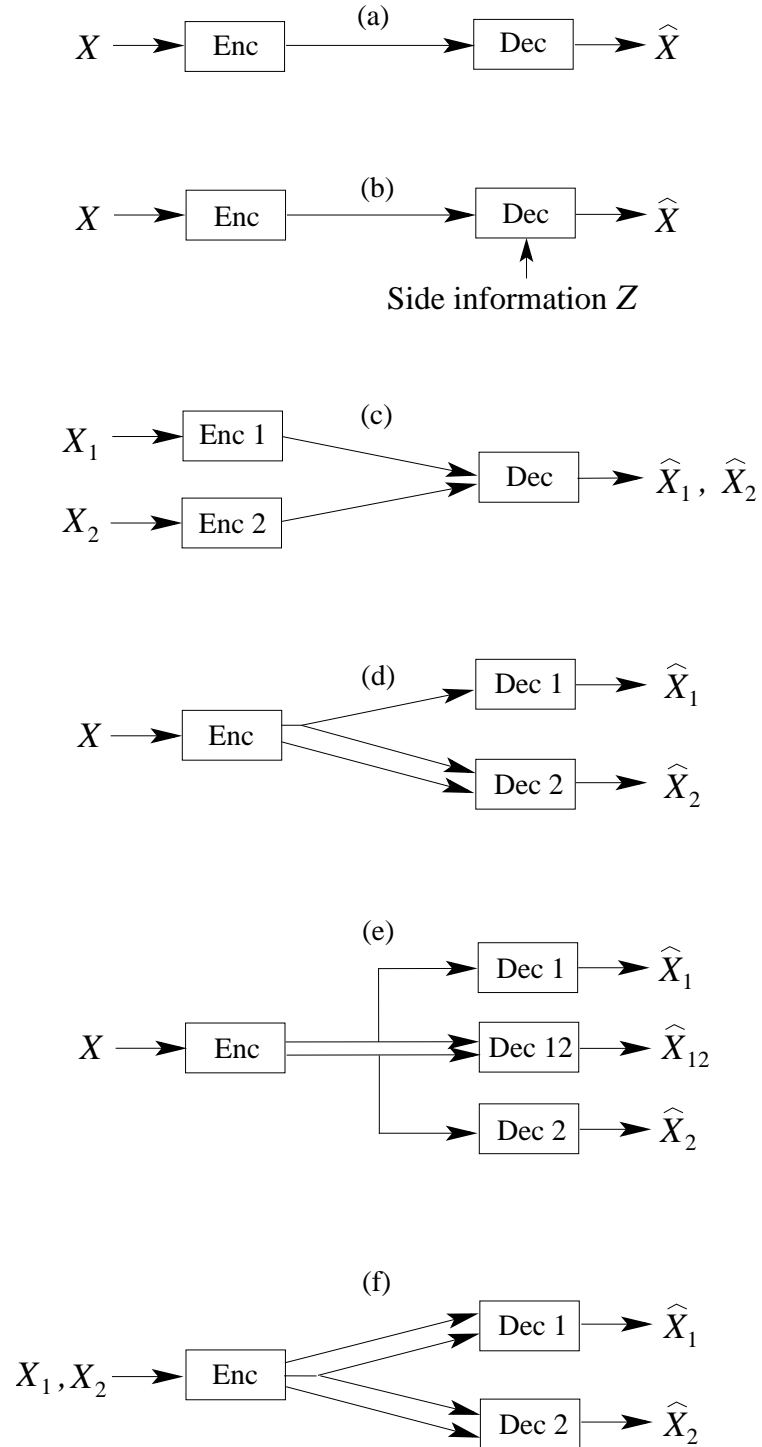 (a)
X Enc Dec X̂
(b)
X Enc Dec X̂
Side information Z
(c)
X₁ Enc 1 Dec X̂₁ , X̂₂
X₂ Enc 2
(d)
Dec 1 X̂₁
X Enc
Dec 2 X̂₂
(e)
Dec 1 X̂₁
X Enc Dec 12 X̂₁₂
Dec 2 X̂₂
(f)
Dec 1 X̂₁
X₁ , X₂ Enc
Dec 2 X̂₂